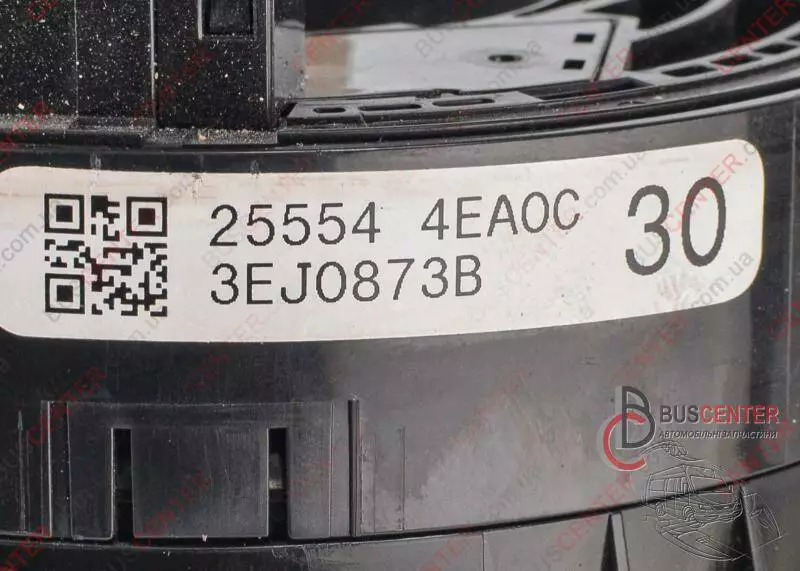 25554 4EA0C
3EJ0873B
30
BUSCENTER
АВТОМОБІЛЬНІ ЗАПЧАСТИНИ